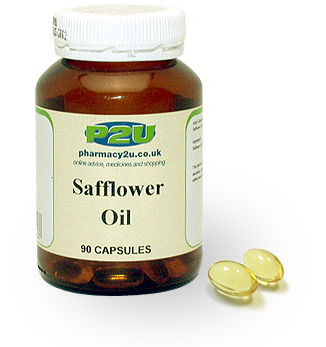 P2U
pharmacy2u.co.uk
online advice, medicines and shopping
Safflower
Oil
90 CAPSULES